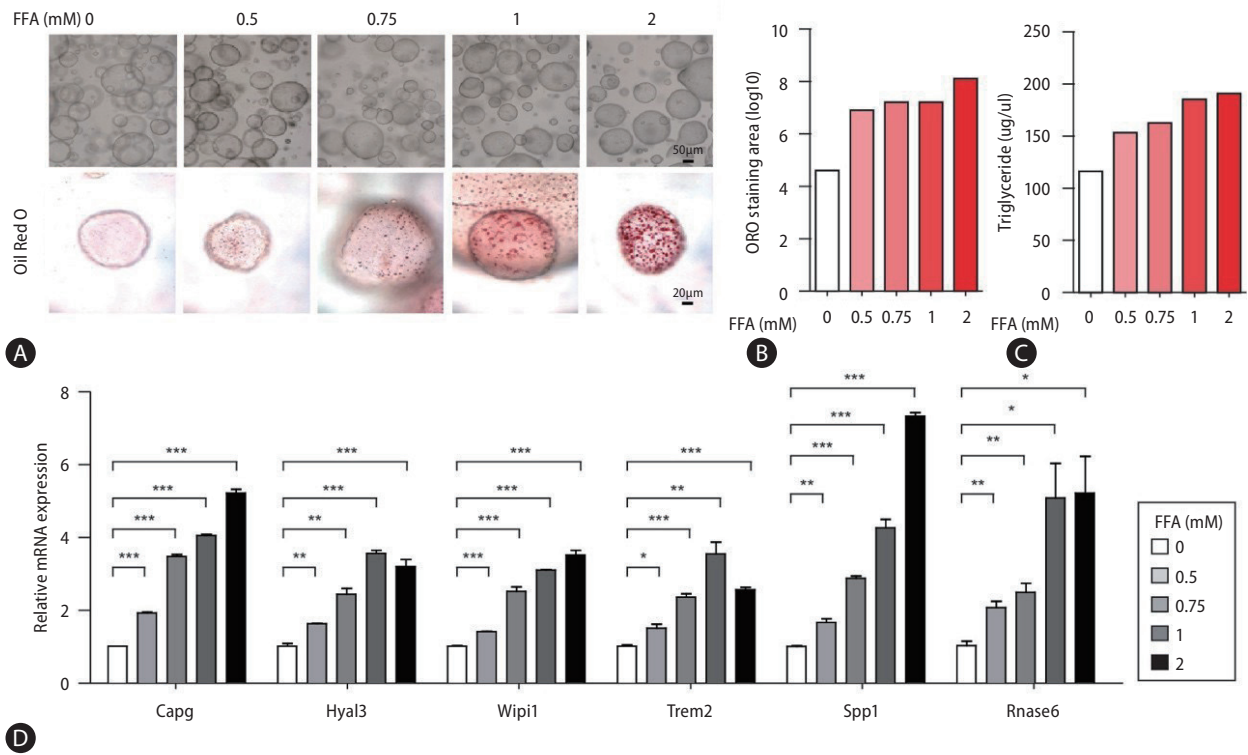 FFA (mM) 0 0.5 0.75 1 2
50μm
Oil Red O
20μm
A
ORO staining area (log10)
10
8
6
4
2
0
FFA (mM) 0 0.5 0.75 1 2
B
Triglyceride (ug/ul)
250
200
150
100
50
0
FFA (mM) 0 0.5 0.75 1 2
C
Relative mRNA expression
8
6
4
2
0
*** *** *** ***
** ** *** ***
*** *** *** ***
* *** ** ***
** *** *** ***
** ** * *
Capg Hyal3 Wipi1 Trem2 Spp1 Rnase6
FFA (mM)
0
0.5
0.75
1
2
D